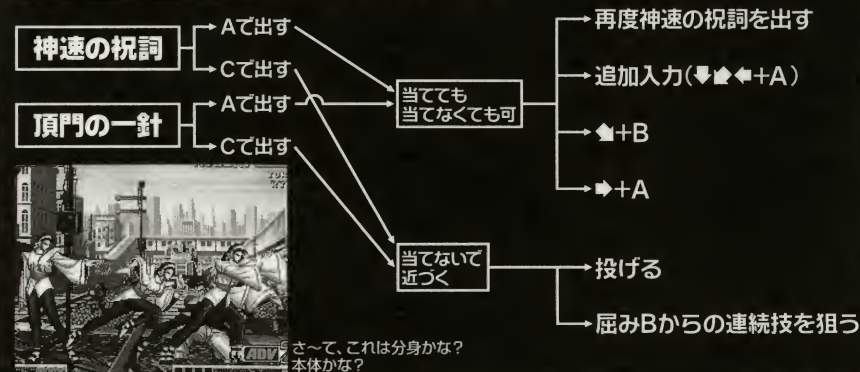 神速の祝詞
Aで出す
Cで出す
頂門の一針
Aで出す
Cで出す
当てても
当てなくても可
再度神速の祝詞を出す
追加入力(⬇⬋⬅+A)
+B
➡+A
当てないで
近づく
投げる
屈みBからの連続技を狙う
ADV
さ〜て、これは分身かな?
本体かな?